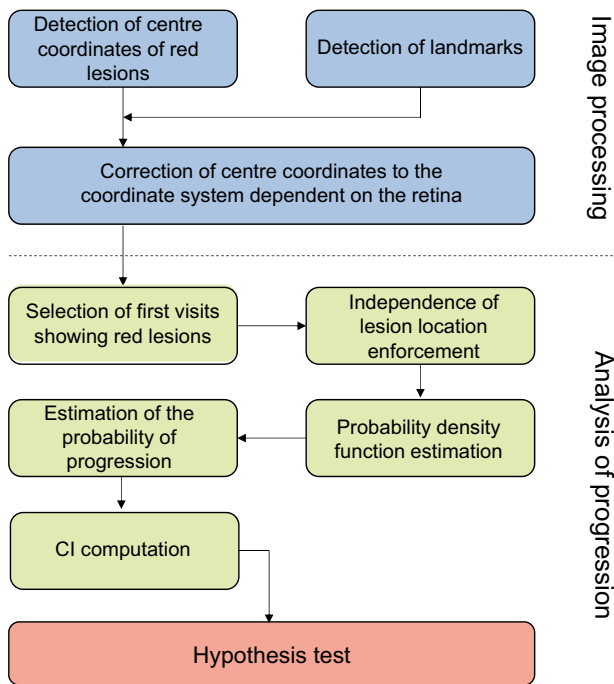 Detection of centre
coordinates of red
lesions
Detection of landmarks
Correction of centre coordinates to the
coordinate system dependent on the retina
Image processing
Selection of first visits
showing red lesions
Independence of
lesion location
enforcement
Estimation of the
probability of
progression
Probability density
function estimation
CI computation
Hypothesis test
Analysis of progression